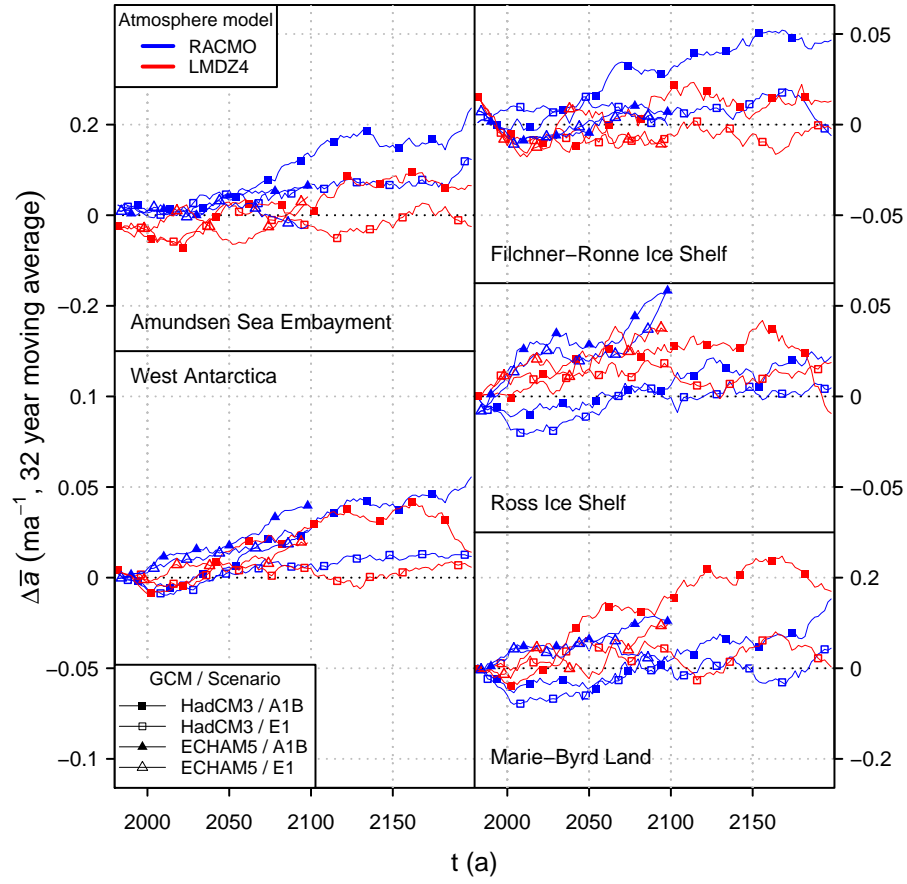 Atmosphere model
RACMO
LMDZ4
0.2
0
−0.2
Amundsen Sea Embayment
West Antarctica
0.1
0.05
0
−0.05
−0.1
GCM / Scenario
HadCM3 / A1B
HadCM3 / E1
ECHAM5 / A1B
ECHAM5 / E1
0.05
0
−0.05
Filchner−Ronne Ice Shelf
0.05
0
−0.05
Ross Ice Shelf
0.2
0
−0.2
Marie−Byrd Land
2000 2050 2100 2150 2000 2050 2100 2150
t (a)
Δa̅ (ma⁻¹, 32 year moving average)